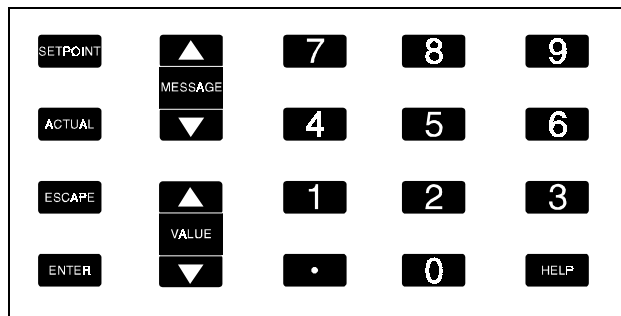 SETPOINT 7 8 9
MESSAGE
ACTUAL 4 5 6
ESCAPE 1 2 3
VALUE
ENTER . 0 HELP